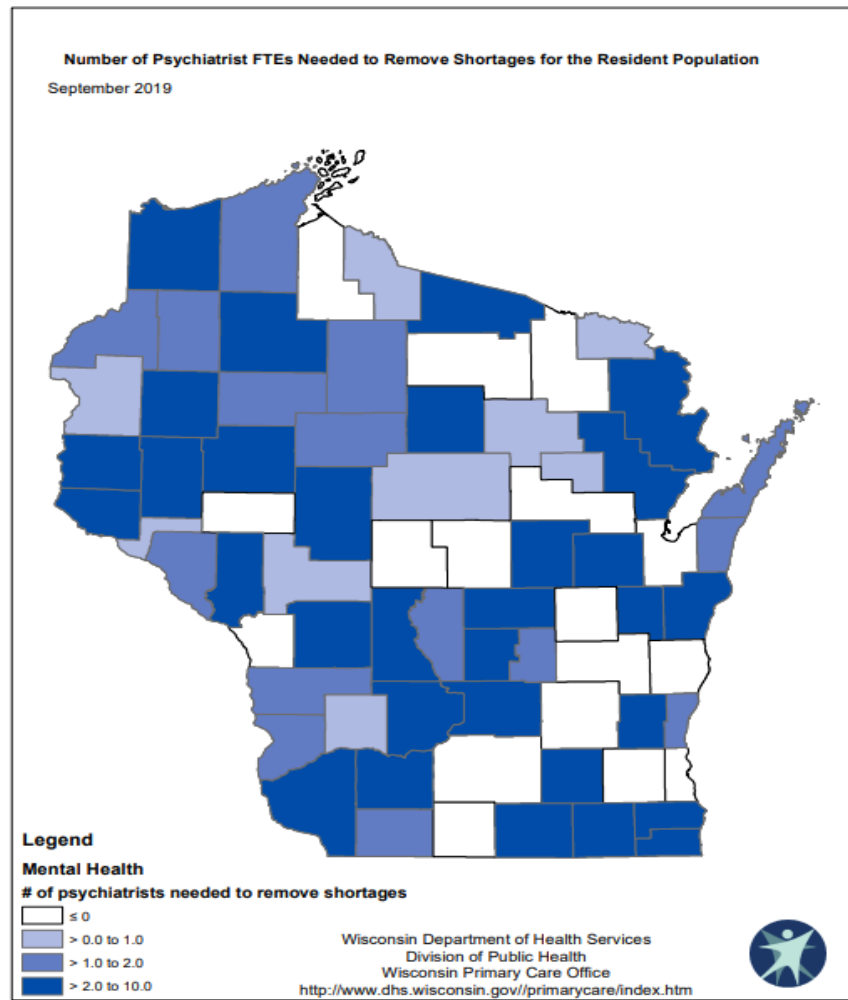 Number of Psychiatrist FTEs Needed to Remove Shortages for the Resident Population
September 2019
Legend
Mental Health
# of psychiatrists needed to remove shortages
≤ 0
> 0.0 to 1.0
> 1.0 to 2.0
> 2.0 to 10.0
Wisconsin Department of Health Services
Division of Public Health
Wisconsin Primary Care Office
http://www.dhs.wisconsin.gov//primarycare/index.htm